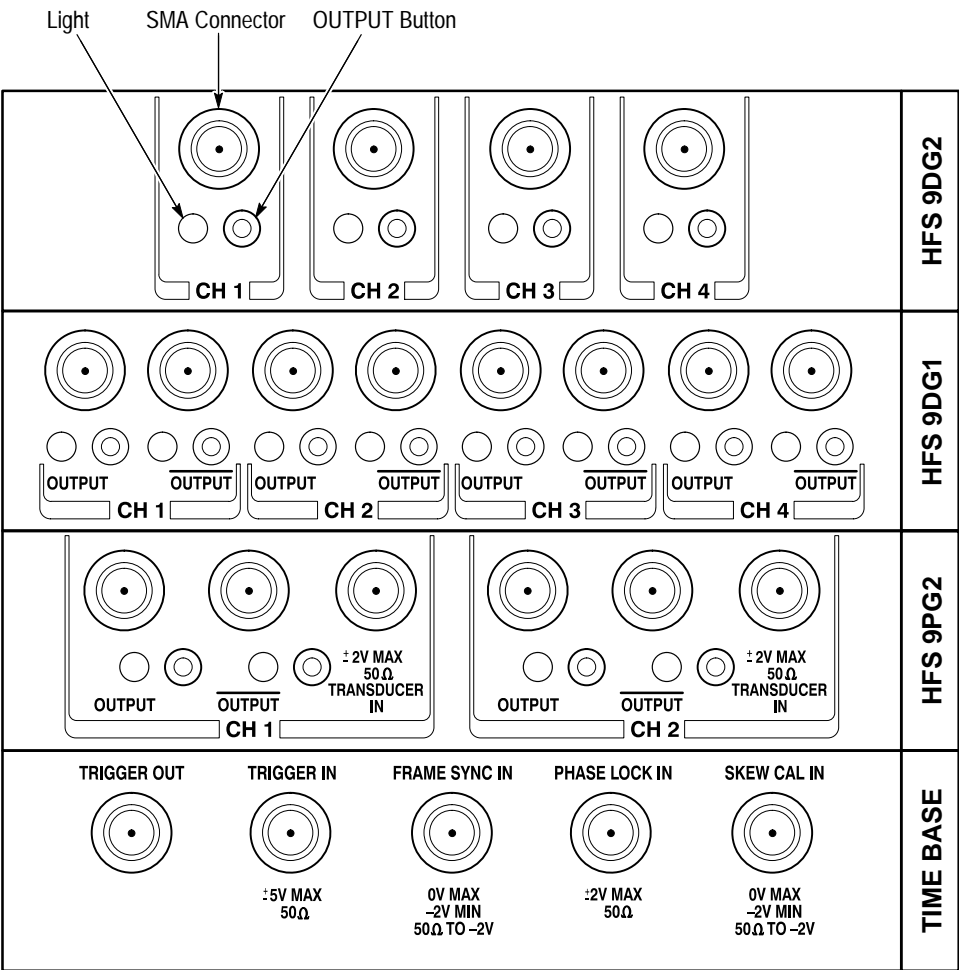 Light SMA Connector OUTPUT Button
HFS 9DG2
CH 1 CH 2 CH 3 CH 4
HFS 9DG1
OUTPUT OUTPUT OUTPUT OUTPUT OUTPUT OUTPUT OUTPUT OUTPUT
CH 1 CH 2 CH 3 CH 4
HFS 9PG2
± 2V MAX ± 2V MAX
50Ω 50Ω
TRANSDUCER TRANSDUCER
OUTPUT OUTPUT IN OUTPUT OUTPUT IN
CH 1 CH 2
TIME BASE
TRIGGER OUT TRIGGER IN FRAME SYNC IN PHASE LOCK IN SKEW CAL IN
±5V MAX 0V MAX ±2V MAX 0V MAX
50Ω –2V MIN 50Ω –2V MIN
50Ω TO –2V 50Ω TO –2V